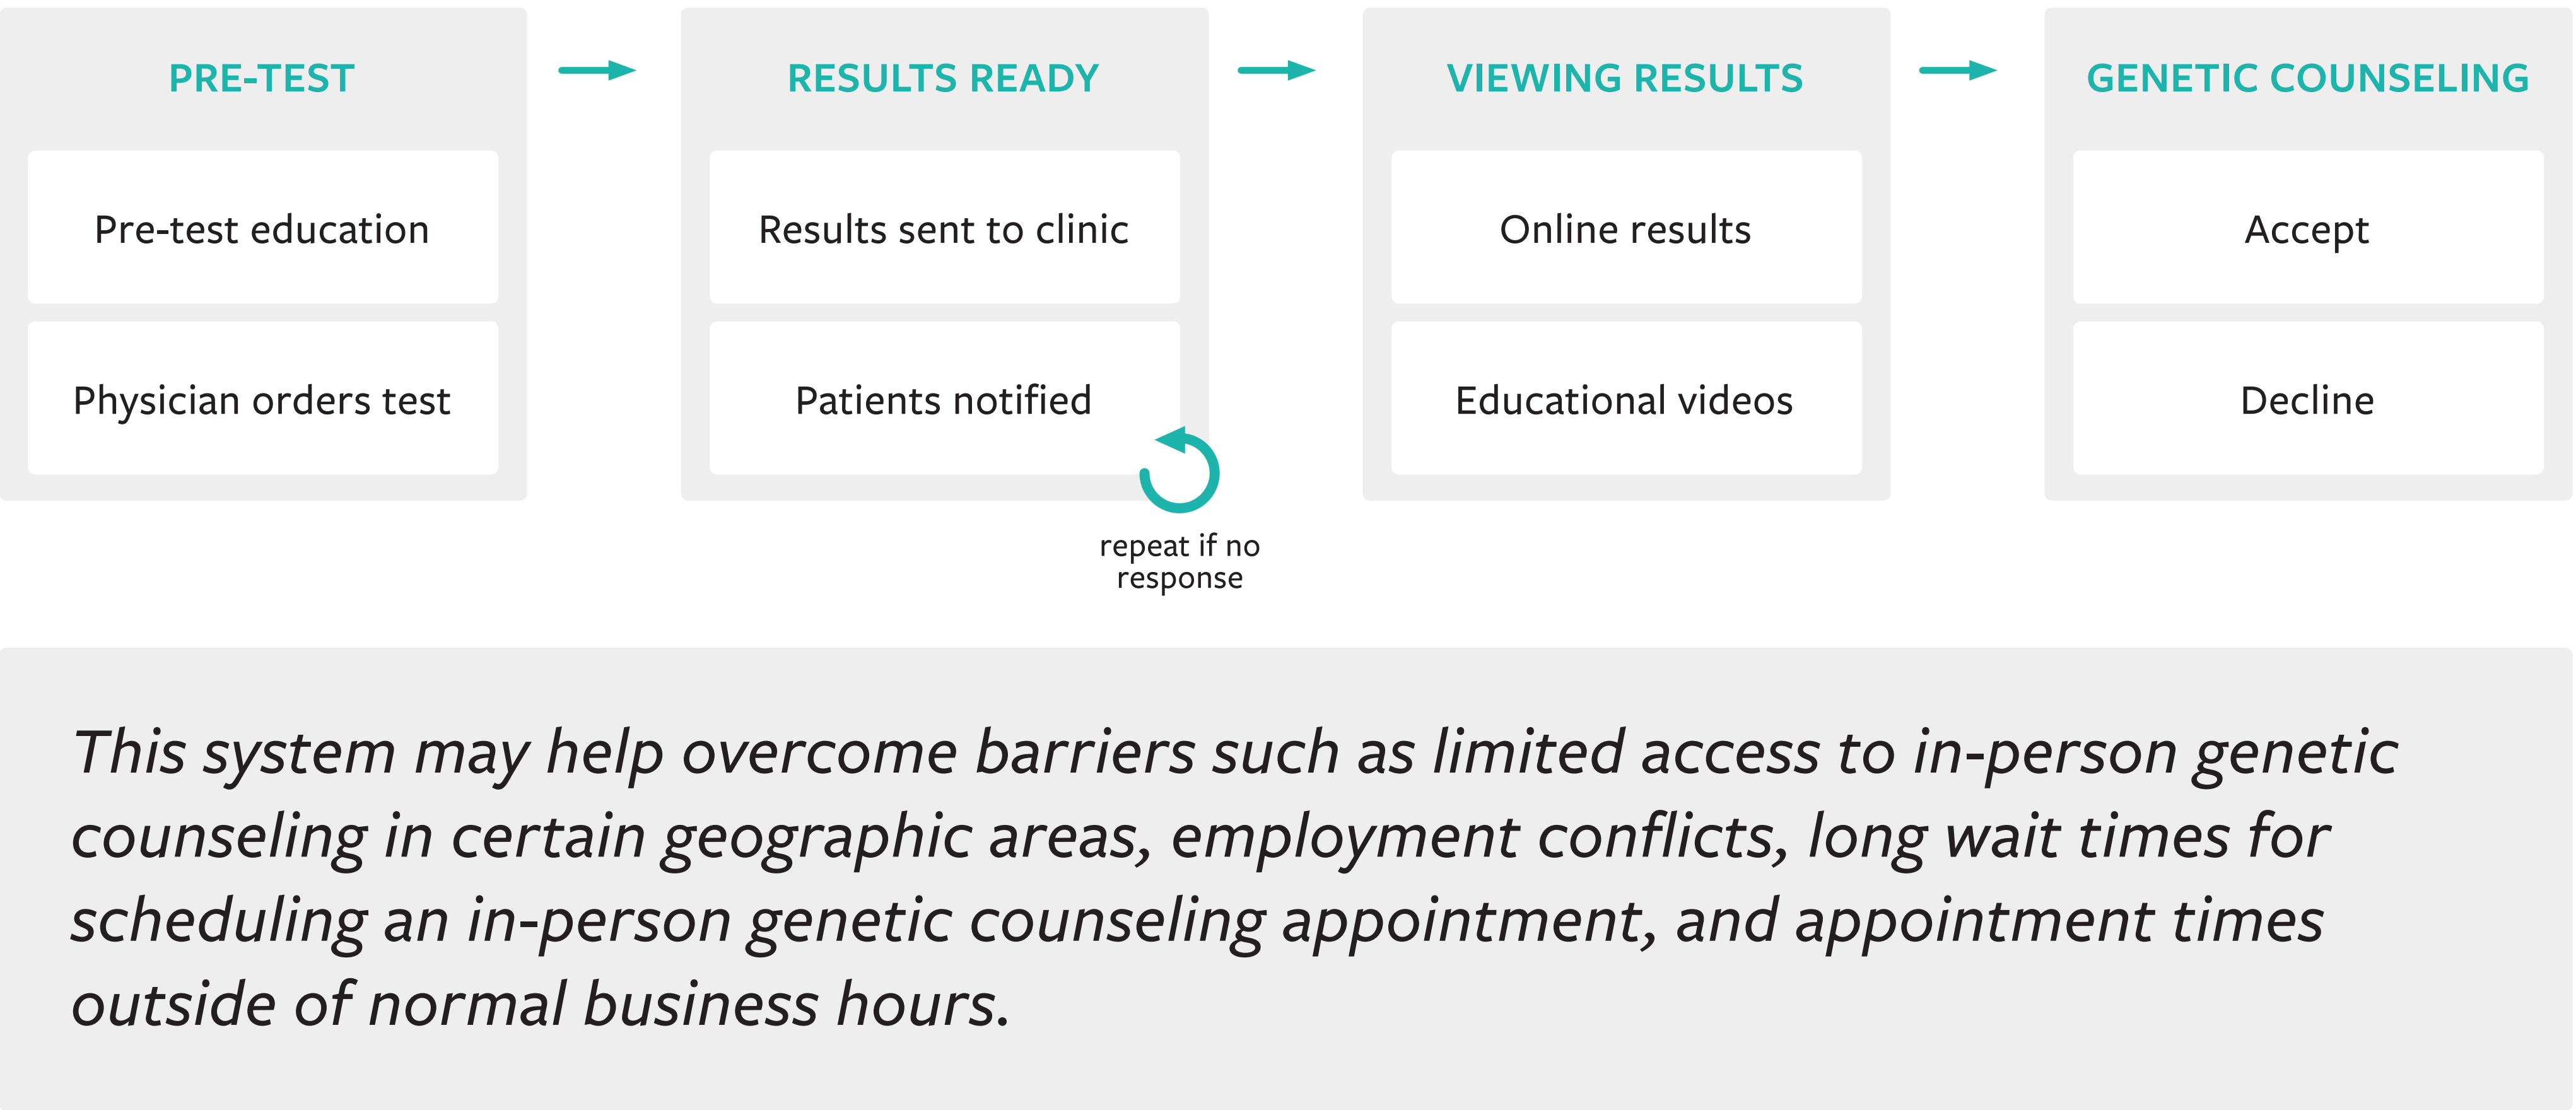 PRE-TEST
Pre-test education
Physician orders test
RESULTS READY
Results sent to clinic
Patients notified
repeat if no
response
VIEWING RESULTS
Online results
Educational videos
GENETIC COUNSELING
Accept
Decline
This system may help overcome barriers such as limited access to in-person genetic
counseling in certain geographic areas, employment conflicts, long wait times for
scheduling an in-person genetic counseling appointment, and appointment times
outside of normal business hours.